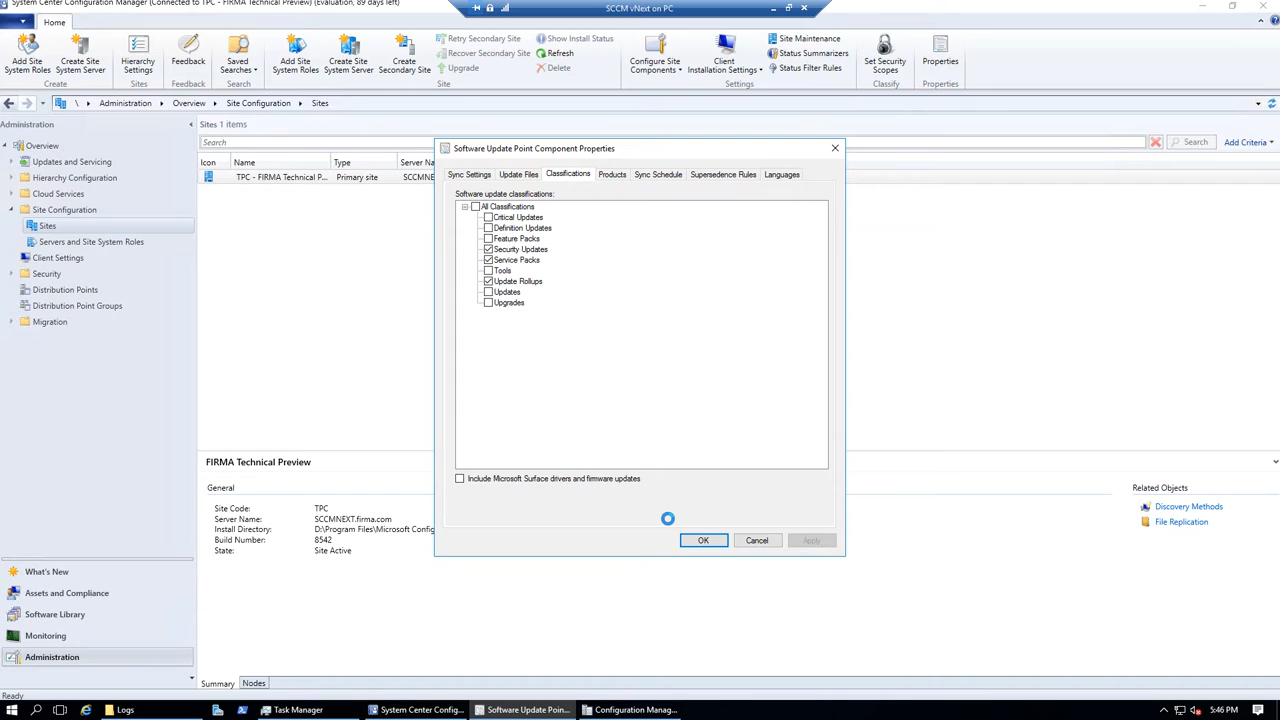 System Center Configuration Manager (Connected to TPC - FIRMA Technical Preview) (Evaluation, 89 days left)
SCCM vNext on PC
Home
Add Site
System Roles
Create Site
System Server
Create
Hierarchy
Settings
Sites
Feedback
Feedback
Saved
Searches
Search
Add Site
System Roles
Create Site
System Server
Create
Secondary Site
Retry Secondary Site
Recover Secondary Site
Upgrade
Show Install Status
Refresh
Delete
Site
Configure Site
Components
Client
Installation Settings
Site Maintenance
Status Summarizers
Status Filter Rules
Settings
Set Security
Scopes
Classify
Properties
Properties
\ Administration Overview Site Configuration Sites
Administration
Overview
Updates and Servicing
Hierarchy Configuration
Cloud Services
Site Configuration
Sites
Servers and Site System Roles
Client Settings
Security
Distribution Points
Distribution Point Groups
Migration
What's New
Assets and Compliance
Software Library
Monitoring
Administration
Sites 1 items
Search
Search
Add Criteria
Icon Name Type Server Na
TPC - FIRMA Technical P... Primary site SCCMNE
Software Update Point Component Properties
Sync Settings Update Files Classifications Products Sync Schedule Supersedence Rules Languages
Software update classifications:
All Classifications
Critical Updates
Definition Updates
Feature Packs
Security Updates
Service Packs
Tools
Update Rollups
Updates
Upgrades
Include Microsoft Surface drivers and firmware updates
OK Cancel Apply
FIRMA Technical Preview
General
Site Code: TPC
Server Name: SCCMNEXT.firma.com
Install Directory: D:\Program Files\Microsoft Config
Build Number: 8542
State: Site Active
Related Objects
Discovery Methods
File Replication
Summary Nodes
Ready
Logs
Task Manager
System Center Config...
Software Update Poin...
Configuration Manag...
5:46 PM